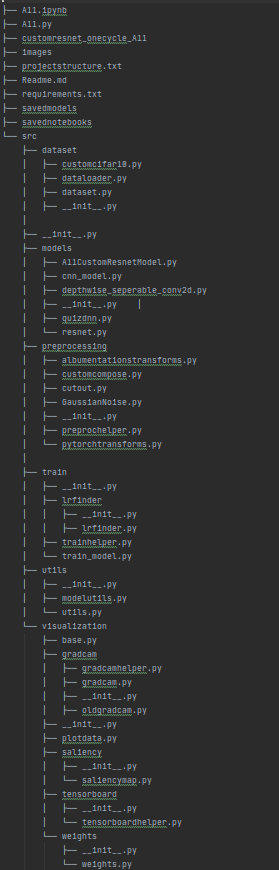 ├── A11.ipynb
├── A11.py
├── customresnet_onecycle_A11
├── images
├── projectstructure.txt
├── Readme.md
├── requirements.txt
├── savedmodels
├── savednotebooks
└── src
    ├── dataset
    │   ├── customcifar10.py
    │   ├── dataloader.py
    │   ├── dataset.py
    │   ├── __init__.py
    │
    ├── __init__.py
    ├── models
    │   ├── A11CustomResnetModel.py
    │   ├── cnn_model.py
    │   ├── depthwise_seperable_conv2d.py
    │   ├── __init__.py
    │   ├── quizdnn.py
    │   └── resnet.py
    ├── preprocessing
    │   ├── albumentationstransforms.py
    │   ├── customcompose.py
    │   ├── cutout.py
    │   ├── GaussianNoise.py
    │   ├── __init__.py
    │   ├── preprochelper.py
    │   └── pytorchtransforms.py
    │
    ├── train
    │   ├── __init__.py
    │   ├── lrfinder
    │   │   ├── __init__.py
    │   │   ├── lrfinder.py
    │   ├── trainhelper.py
    │   └── train_model.py
    ├── utils
    │   ├── __init__.py
    │   ├── modelutils.py
    │   └── utils.py
    └── visualization
        ├── base.py
        ├── gradcam
        │   ├── gradcamhelper.py
        │   ├── gradcam.py
        │   ├── __init__.py
        │   ├── oldgradcam.py
        ├── __init__.py
        ├── plotdata.py
        ├── saliency
        │   ├── __init__.py
        │   └── saliencymap.py
        ├── tensorboard
        │   ├── __init__.py
        │   └── tensorboardhelper.py
        └── weights
            ├── __init__.py
            └── weights.py